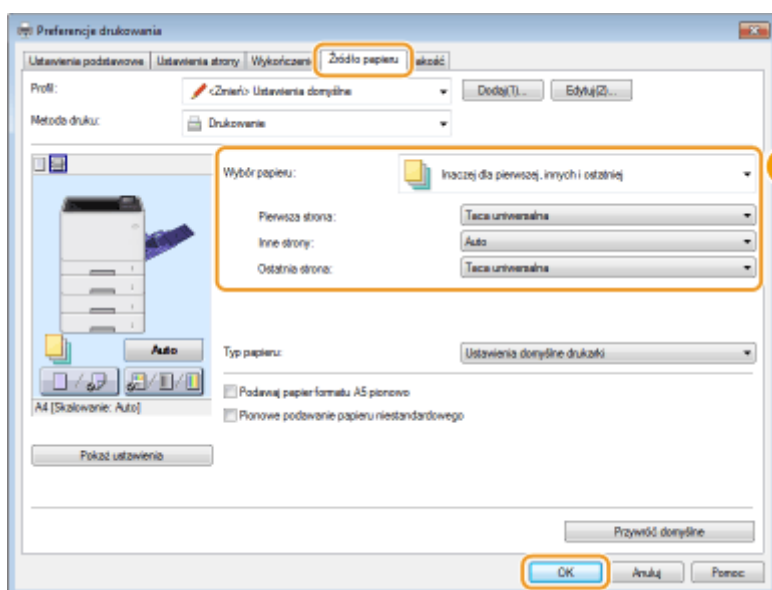 Preferencje drukowania
Ustawienia podstawowe Ustawienia strony Wykończeni Źródło papieru akość
Profil: <Zmień> Ustawienia domyślne Dodaj(1)... Edytuj(2)...
Metoda druku: Drukowanie
Wybór papieru: Inaczej dla pierwszej, innych i ostatniej
Pierwsza strona: Taca uniwersalna
Inne strony: Auto
Ostatnia strona: Taca uniwersalna
Auto
Typ papieru: Ustawienia domyślne drukarki
A4 [Skalowanie: Auto]
Podawaj papier formatu A5 pionowo
Pionowe podawanie papieru niestandardowego
Pokaż ustawienia
Przywróć domyślne
OK Anuluj Pomoc